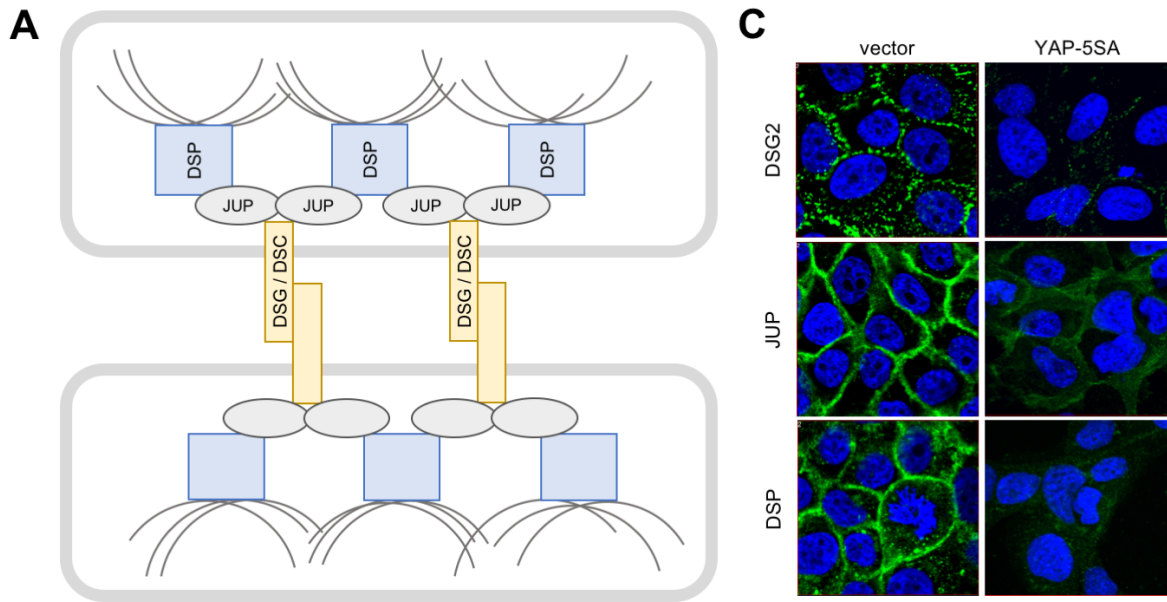 A
DSP
DSP
DSP
JUP
JUP
JUP
JUP
DSG / DSC
DSG / DSC
C
vector
YAP-5SA
DSG2
JUP
DSP